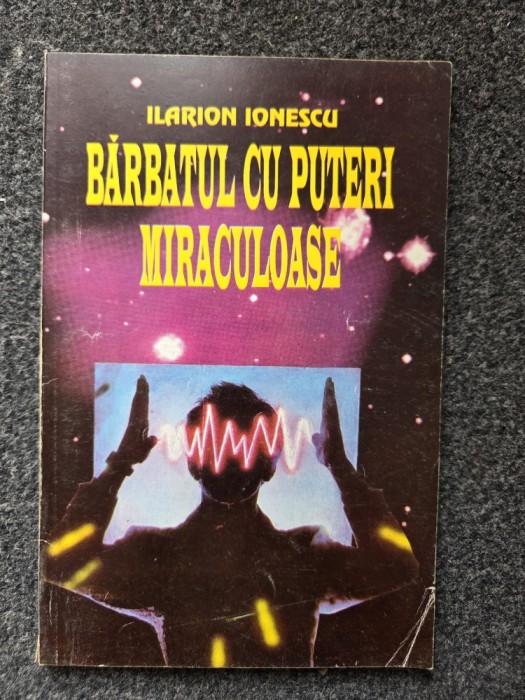 ILARION IONESCU
BĂRBATUL CU PUTERI
MIRACULOASE